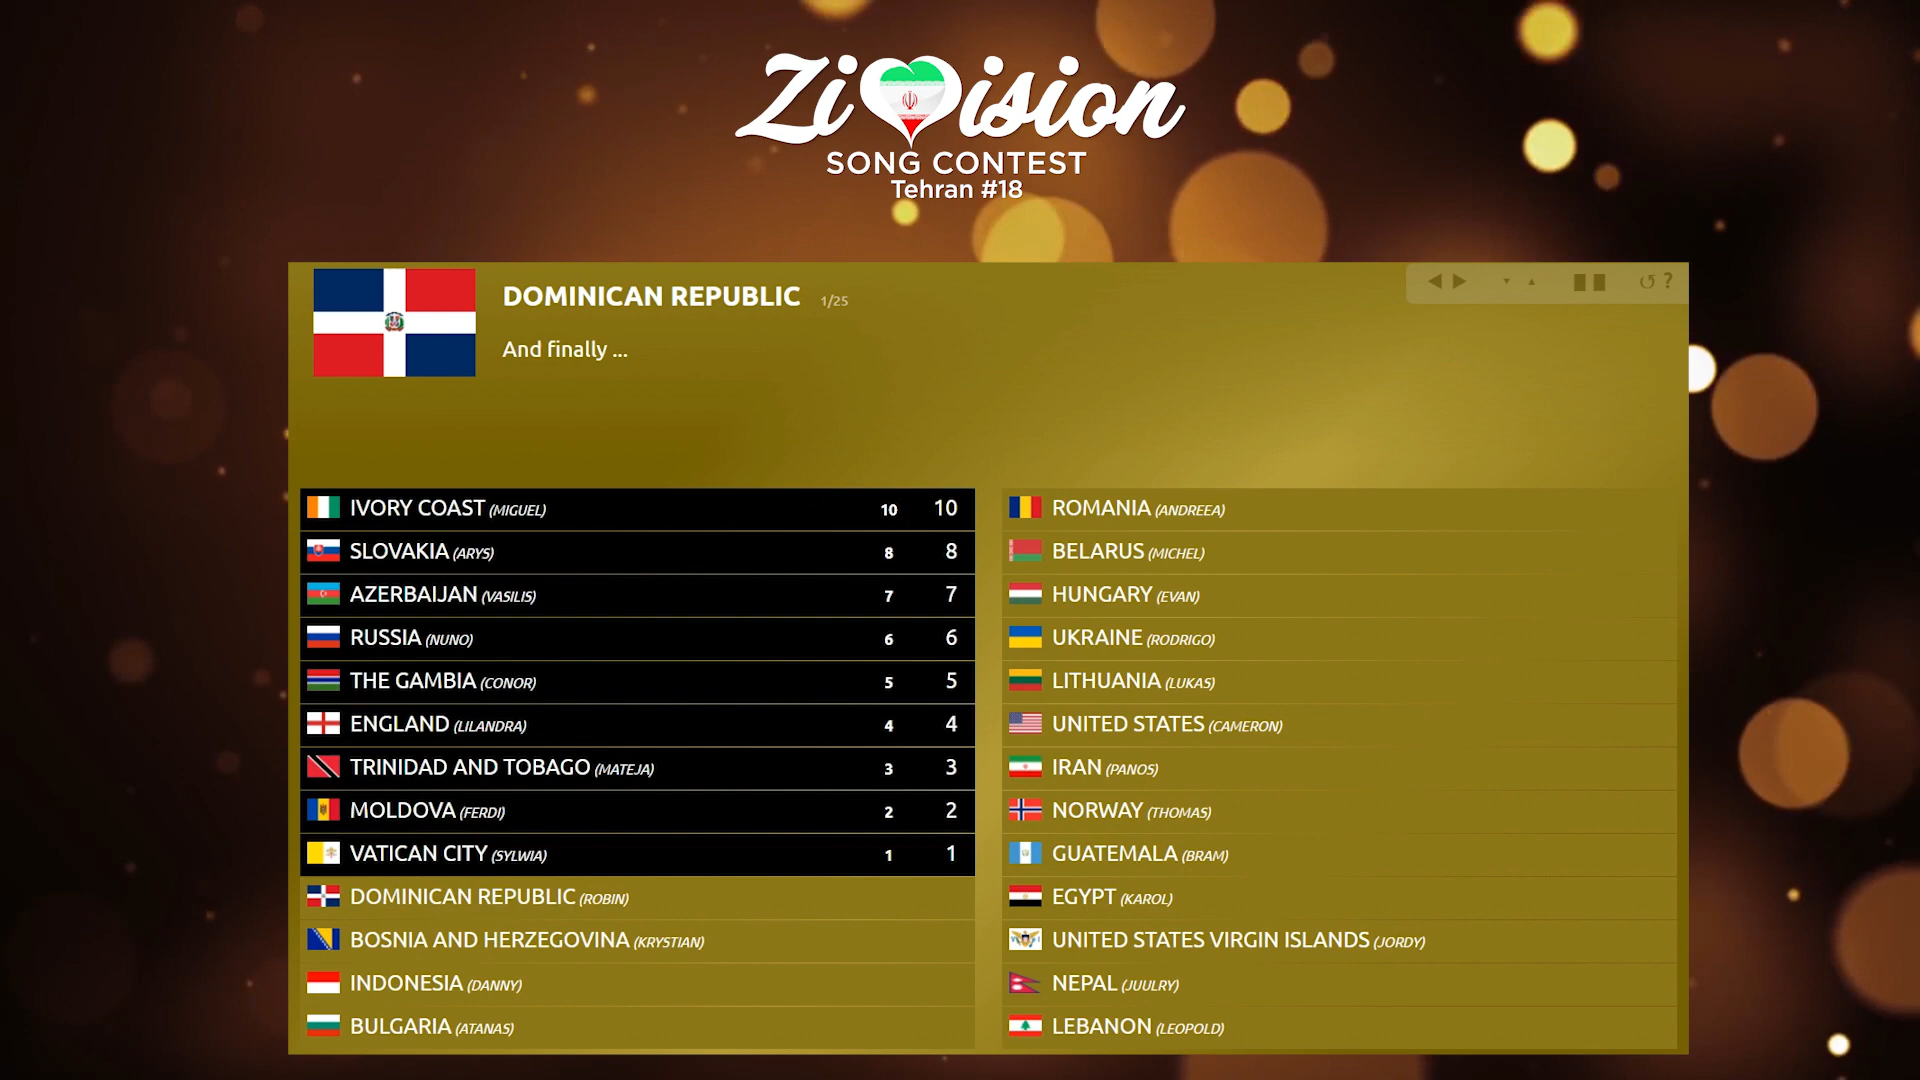 Zivision
SONG CONTEST
Tehran #18
DOMINICAN REPUBLIC 1/25
And finally ...
IVORY COAST (MIGUEL) 10 10
SLOVAKIA (ARYS) 8 8
AZERBAIJAN (VASILIS) 7 7
RUSSIA (NUNO) 6 6
THE GAMBIA (CONOR) 5 5
ENGLAND (LILANDRA) 4 4
TRINIDAD AND TOBAGO (MATEJA) 3 3
MOLDOVA (FERDI) 2 2
VATICAN CITY (SYLWIA) 1 1
DOMINICAN REPUBLIC (ROBIN)
BOSNIA AND HERZEGOVINA (KRYSTIAN)
INDONESIA (DANNY)
BULGARIA (ATANAS)
ROMANIA (ANDREEA)
BELARUS (MICHEL)
HUNGARY (EVAN)
UKRAINE (RODRIGO)
LITHUANIA (LUKAS)
UNITED STATES (CAMERON)
IRAN (PANOS)
NORWAY (THOMAS)
GUATEMALA (BRAM)
EGYPT (KAROL)
UNITED STATES VIRGIN ISLANDS (JORDY)
NEPAL (JUULRY)
LEBANON (LEOPOLD)